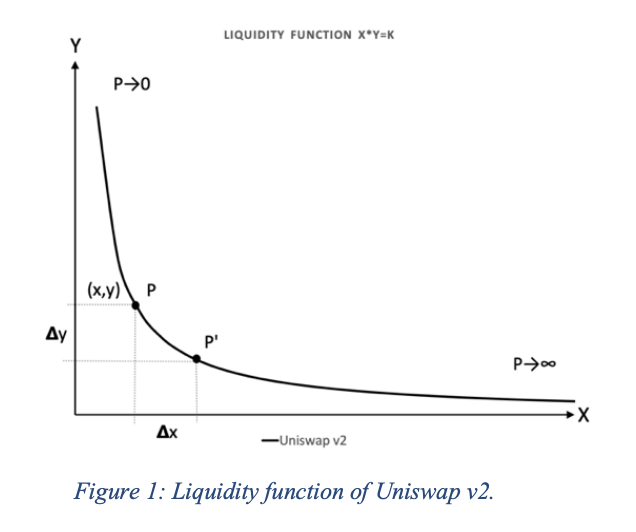 LIQUIDITY FUNCTION X*Y=K
Y
P→0
(x,y) P
Δy
P'
P→∞
X
Δx
Uniswap v2
Figure 1: Liquidity function of Uniswap v2.